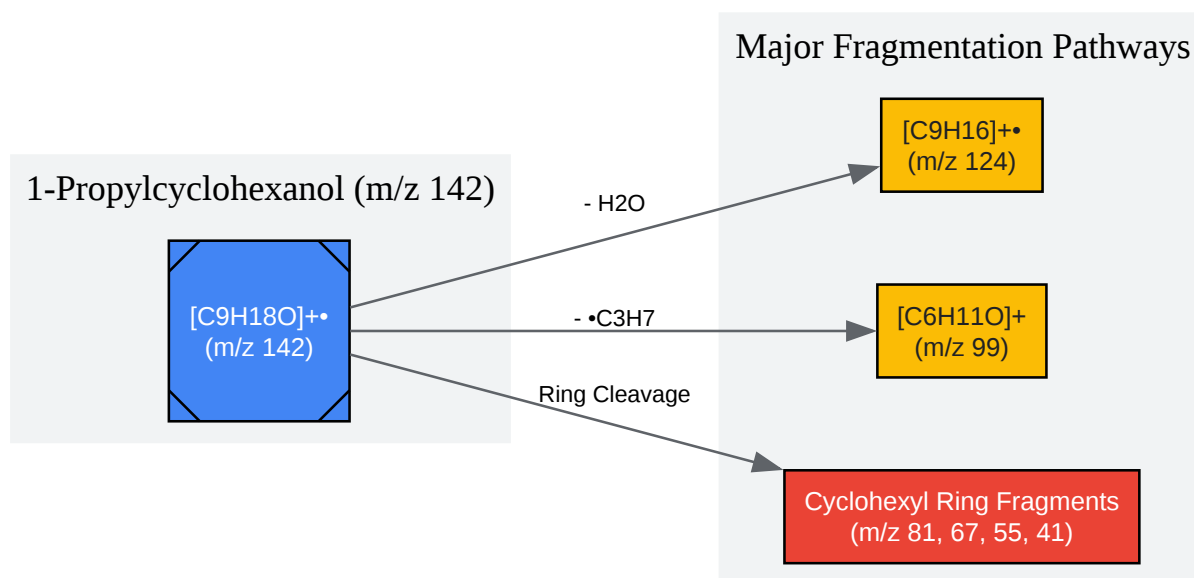 Major Fragmentation Pathways
1-Propylcyclohexanol (m/z 142)
[C9H18O]+•
(m/z 142)
- H2O
- •C3H7
Ring Cleavage
[C9H16]+•
(m/z 124)
[C6H11O]+
(m/z 99)
Cyclohexyl Ring Fragments
(m/z 81, 67, 55, 41)